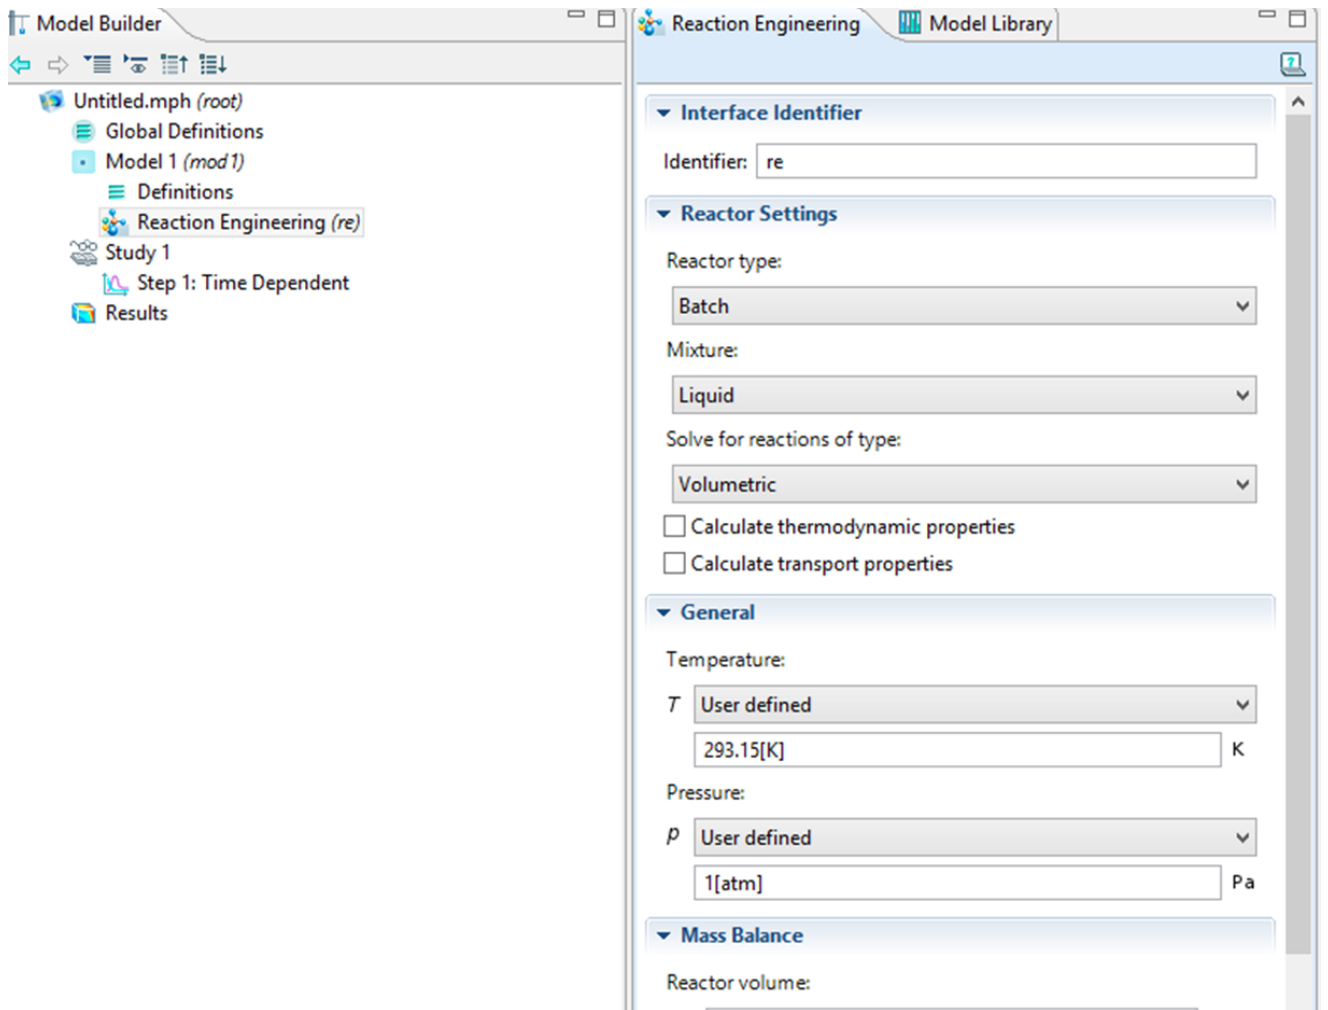 Model Builder
Untitled.mph (root)
Global Definitions
Model 1 (mod1)
Definitions
Reaction Engineering (re)
Study 1
Step 1: Time Dependent
Results
Reaction Engineering
Model Library
Interface Identifier
Identifier: re
Reactor Settings
Reactor type:
Batch
Mixture:
Liquid
Solve for reactions of type:
Volumetric
Calculate thermodynamic properties
Calculate transport properties
General
Temperature:
T User defined
293.15[K] K
Pressure:
p User defined
1[atm] Pa
Mass Balance
Reactor volume: